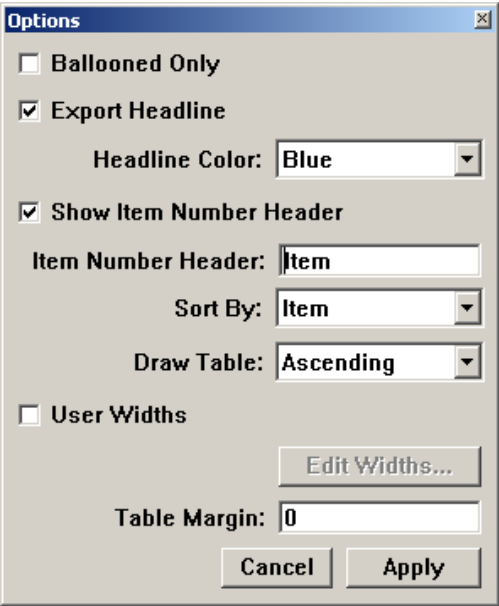 Options
Ballooned Only
Export Headline
Headline Color: Blue
Show Item Number Header
Item Number Header: Item
Sort By: Item
Draw Table: Ascending
User Widths
Edit Widths...
Table Margin: 0
Cancel Apply